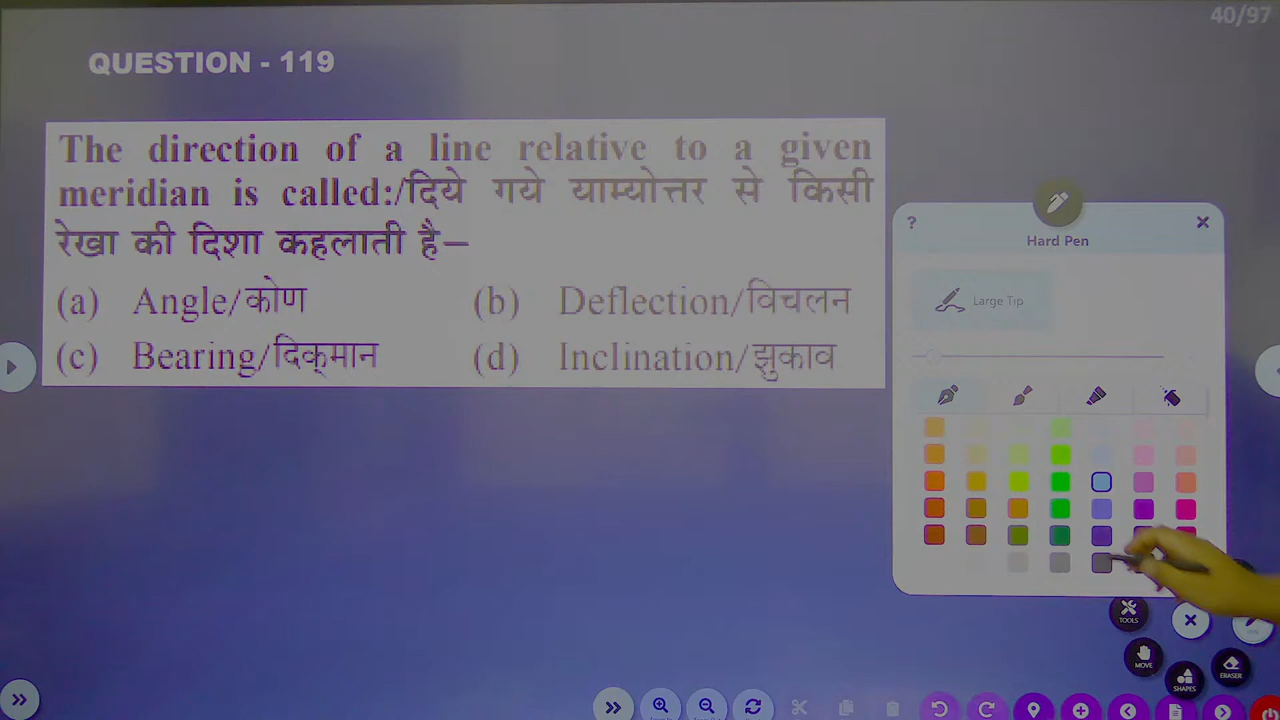 40/97
QUESTION - 119
The direction of a line relative to a given
meridian is called:/दिये गये याम्योत्तर से किसी
रेखा की दिशा कहलाती है–
(a) Angle/कोण (b) Deflection/विचलन
(c) Bearing/दिक्मान (d) Inclination/झुकाव
?
Hard Pen
Large Tip
TOOLS
MOVE
SHAPES
ERASER